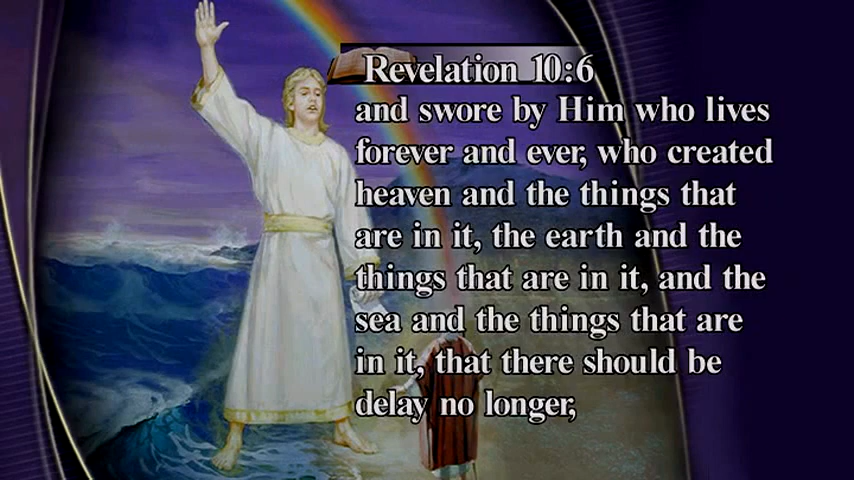 Revelation 10:6
and swore by Him who lives
forever and ever, who created
heaven and the things that
are in it, the earth and the
things that are in it, and the
sea and the things that are
in it, that there should be
delay no longer,